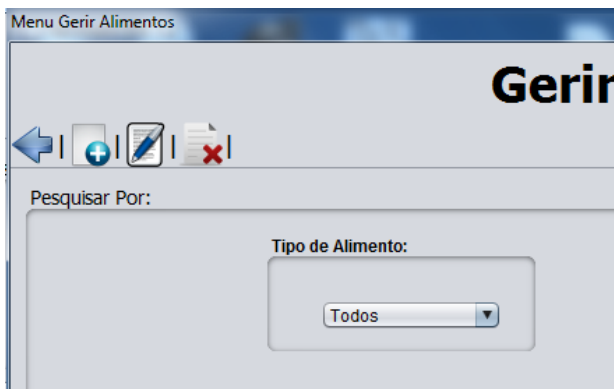 Menu Gerir Alimentos
Gerir
Pesquisar Por:
Tipo de Alimento:
Todos